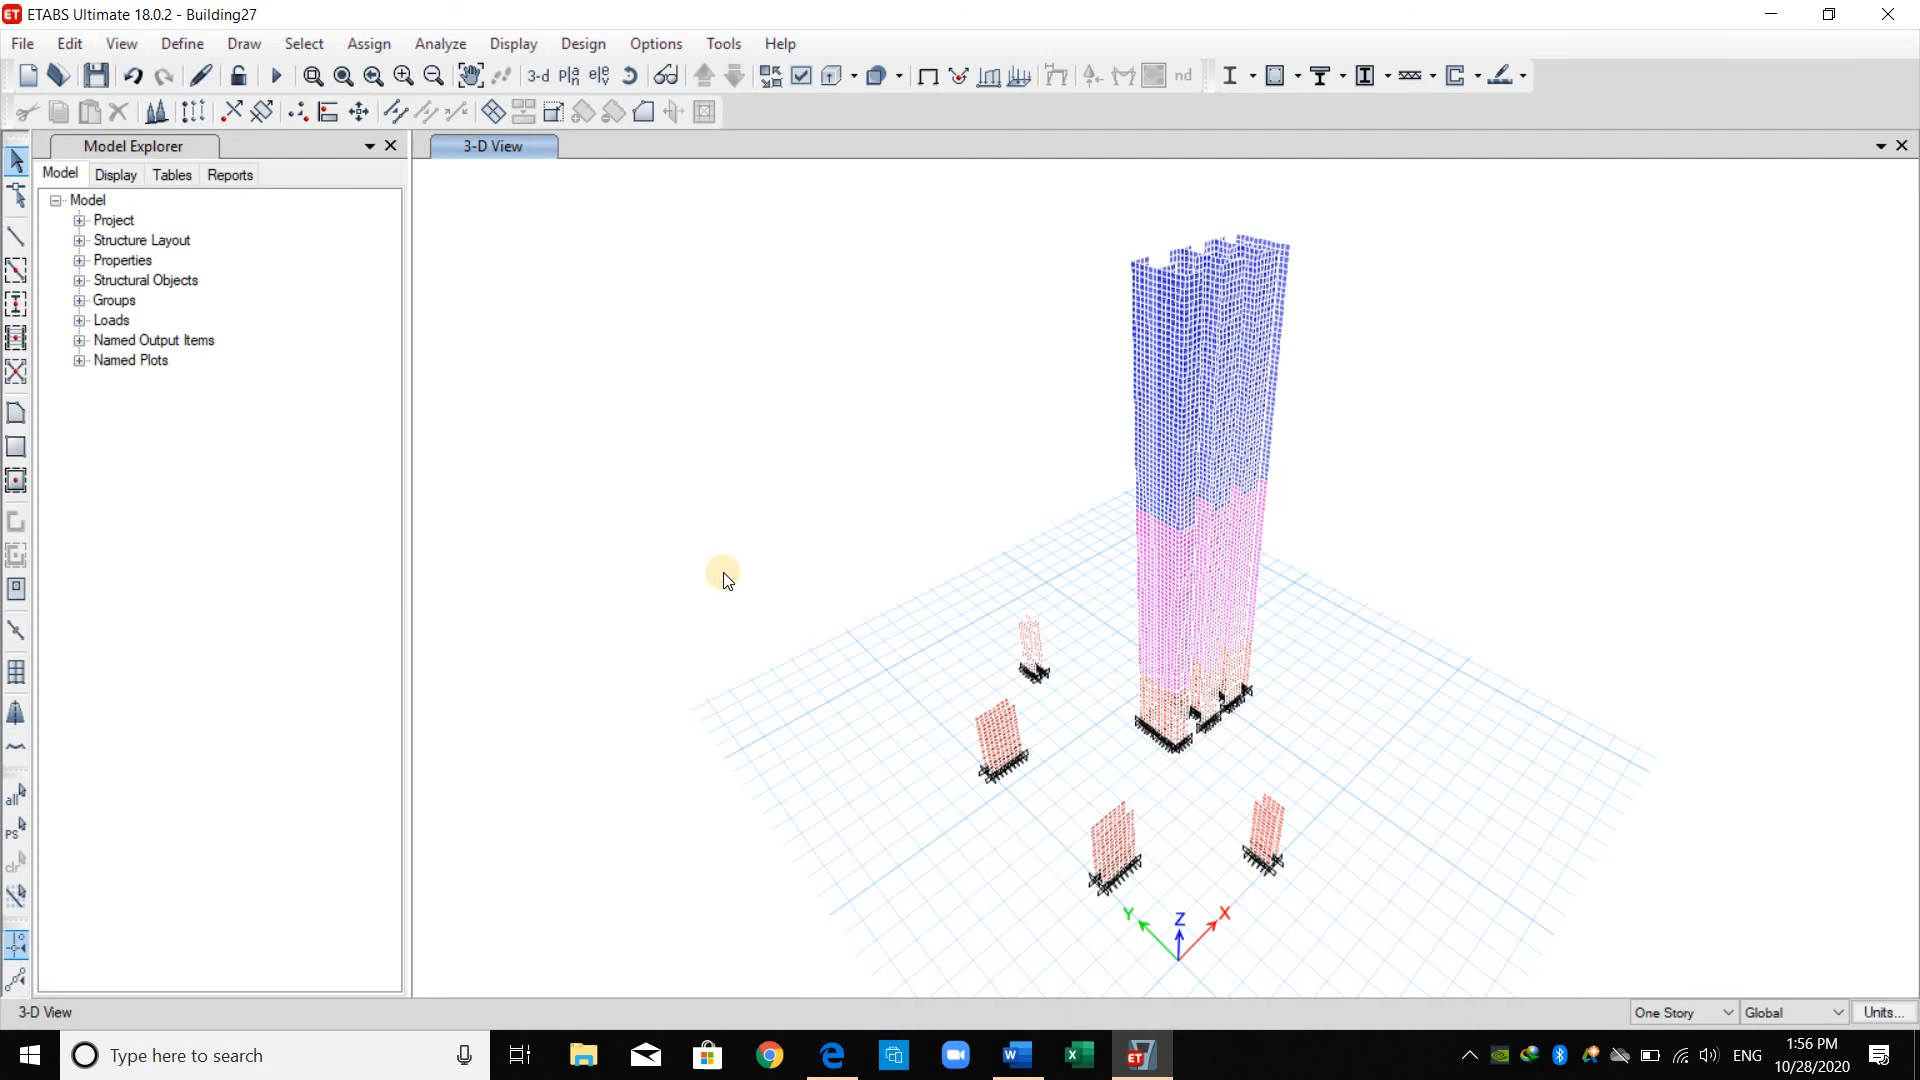 ETABS Ultimate 18.0.2 - Building27
File Edit View Define Draw Select Assign Analyze Display Design Options Tools Help
3-d nd
Model Explorer
3-D View
Model Display Tables Reports
Model
Project
Structure Layout
Properties
Structural Objects
Groups
Loads
Named Output Items
Named Plots
all
PS
clr
Y Z X
3-D View
One Story Global Units...
Type here to search
ENG
1:56 PM
10/28/2020